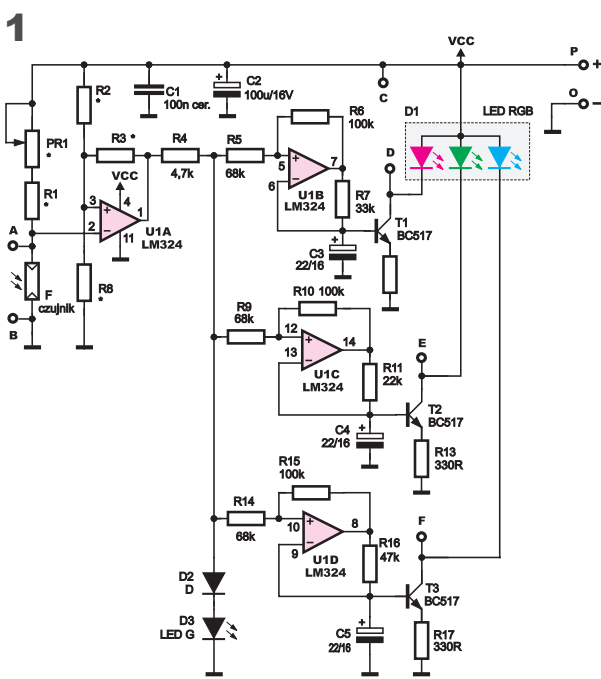 1
VCC
P
+
O
−
C
R2
*
C1
100n cer.
+
C2
100u/16V
R6
100k
D1
LED RGB
PR1
*
R3 *
R4
4,7k
R5
68k
5
+
7
6
−
U1B
LM324
D
R1
*
VCC
3
+
4
1
2
−
11
U1A
LM324
R7
33k
T1
BC517
A
F
czujnik
B
R8
*
+
C3
22/16
R10 100k
R9
68k
12
+
14
13
−
U1C
LM324
R11
22k
E
T2
BC517
+
C4
22/16
R13
330R
R15
100k
R14
68k
10
+
8
9
−
U1D
LM324
R16
47k
F
T3
BC517
D2
D
D3
LED G
+
C5
22/16
R17
330R